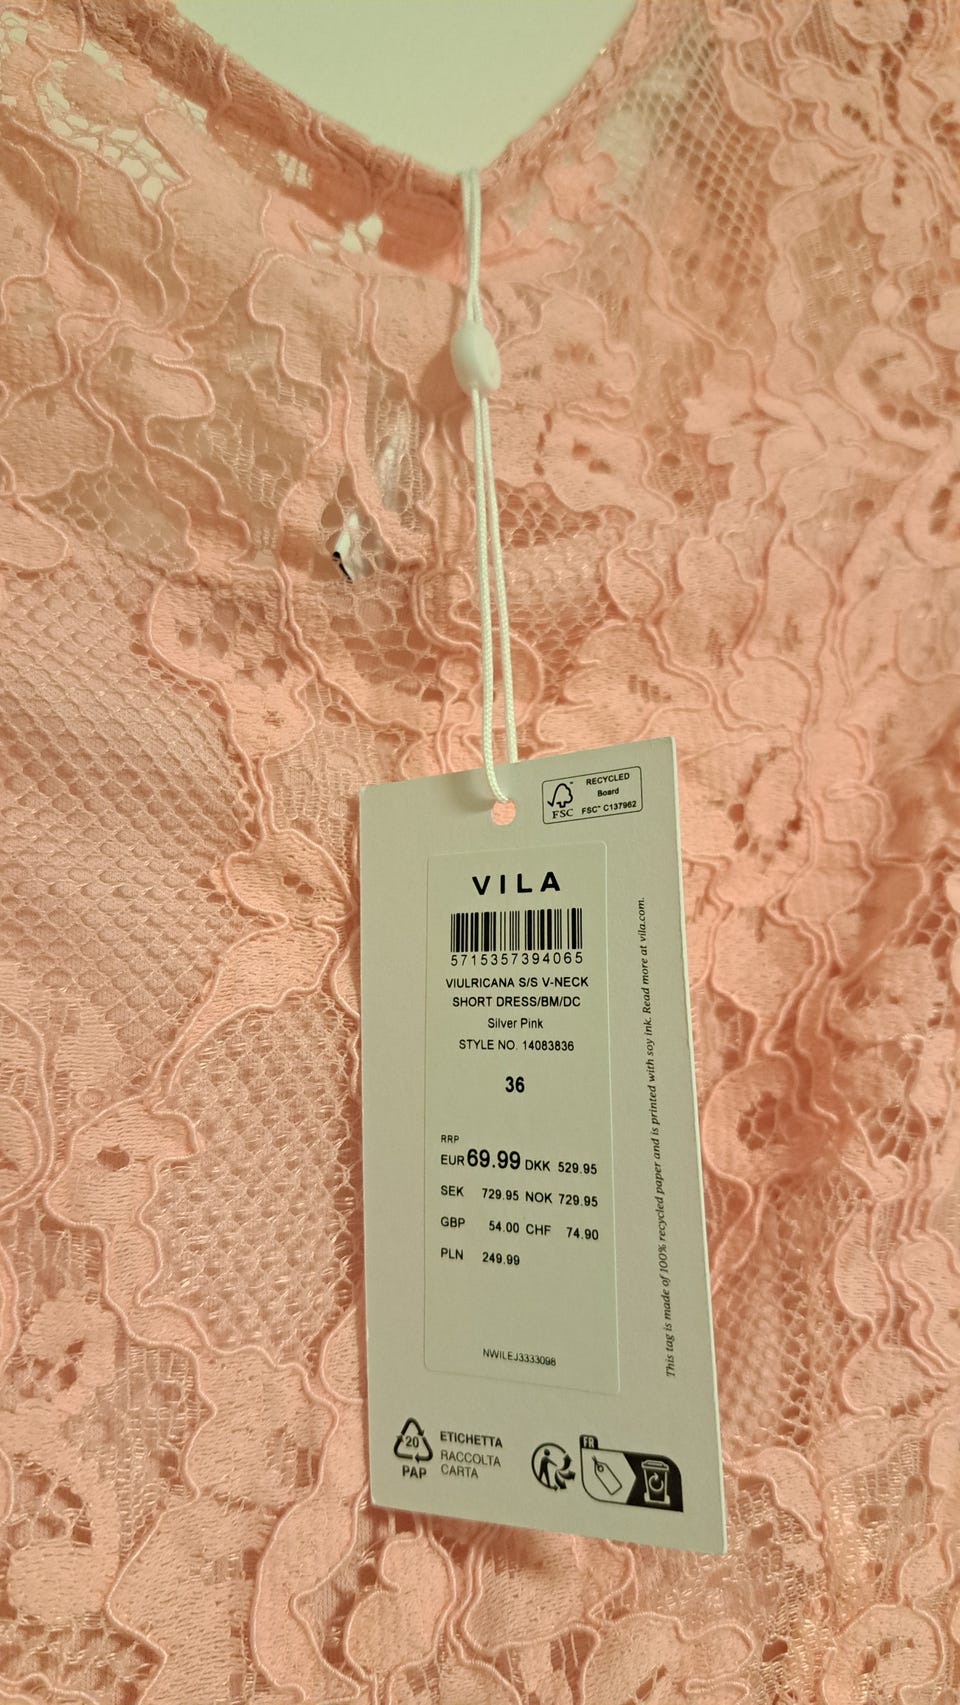 RECYCLED
Board
FSC™ C137962
FSC
VILA
5715357394065
VIULRICANA S/S V-NECK
SHORT DRESS/BM/DC
Silver Pink
STYLE NO. 14083836
36
RRP
EUR 69.99 DKK 529.95
SEK 729.95 NOK 729.95
GBP 54.00 CHF 74.90
PLN 249.99
NWILEJ3333098
This tag is made of 100% recycled paper and is printed with soy ink. Read more at vila.com.
20
PAP
ETICHETTA
RACCOLTA
CARTA
FR